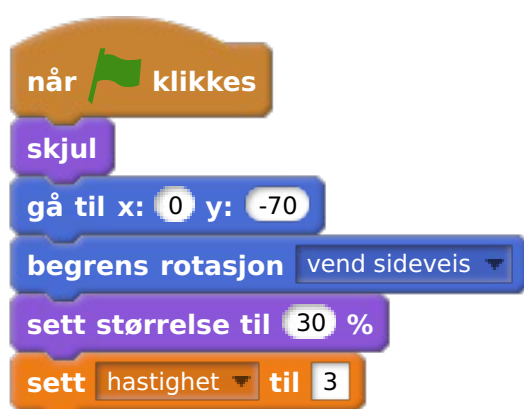 når klikkes
skjul
gå til x: 0 y: -70
begrens rotasjon vend sideveis
sett størrelse til 30 %
sett hastighet til 3